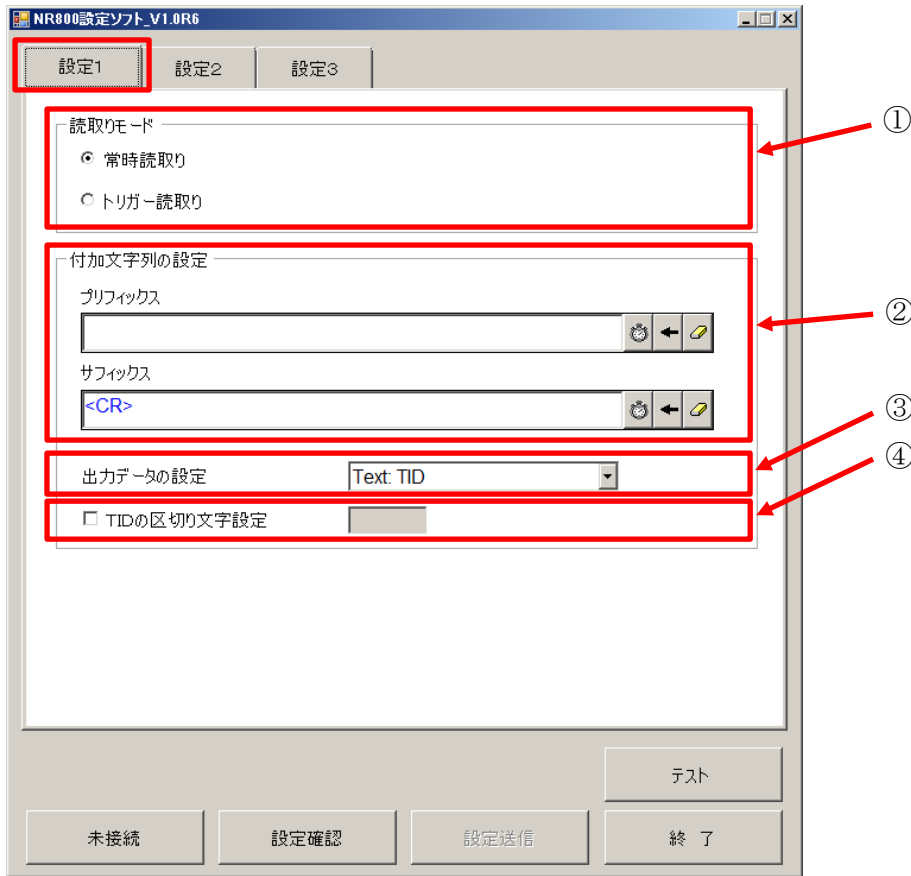 NR800設定ソフト_V1.0R6
設定1 設定2 設定3
①
読取りモード
常時読取り
トリガー読取り
付加文字列の設定
プリフィックス
②
サフィックス
<CR>
③
出力データの設定 Text: TID
④
TIDの区切り文字設定
テスト
未接続 設定確認 設定送信 終 了